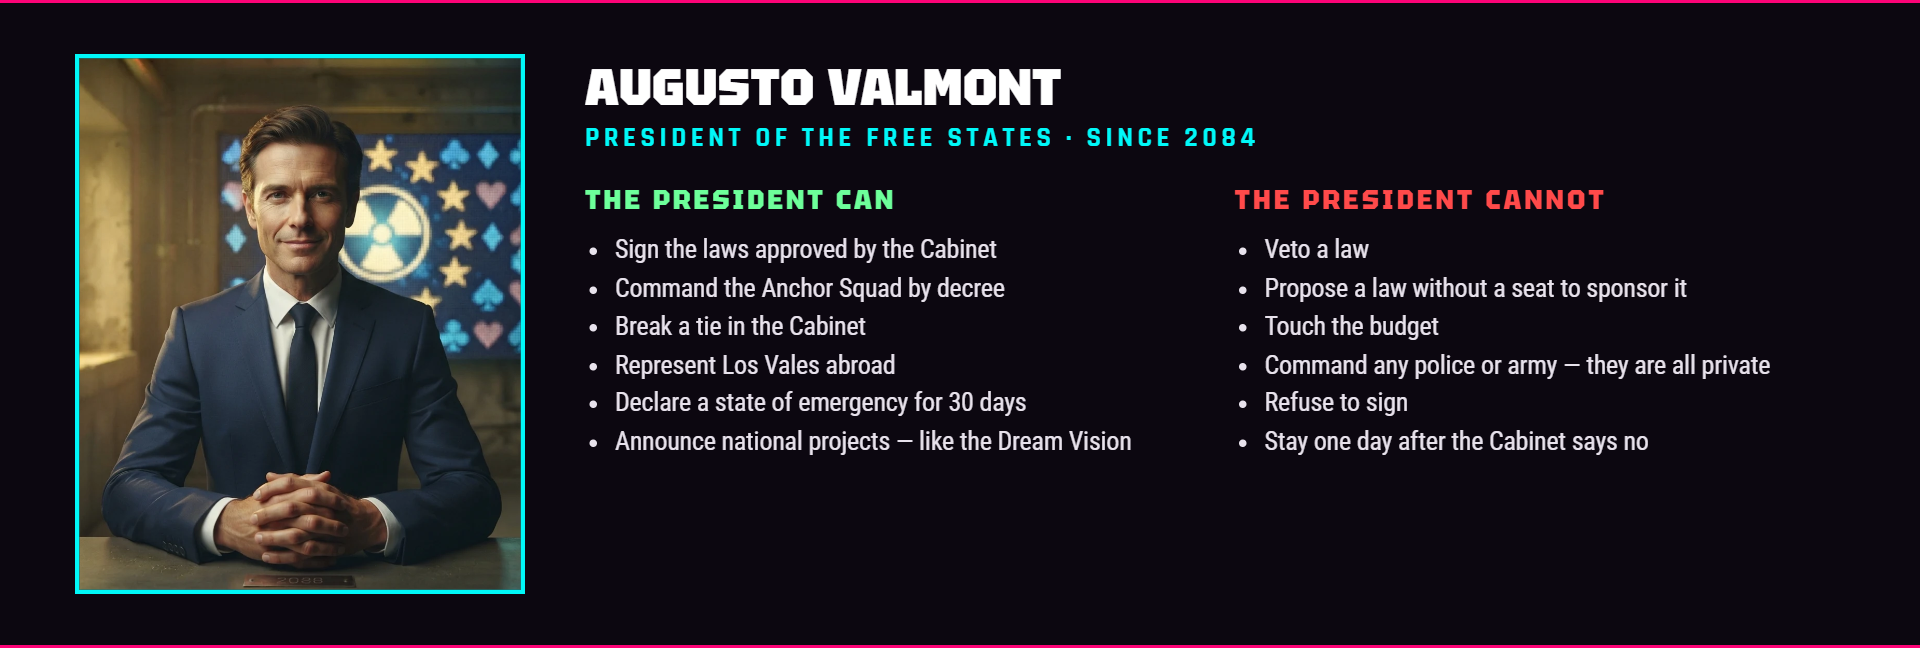 AUGUSTO VALMONT
PRESIDENT OF THE FREE STATES · SINCE 2084
THE PRESIDENT CAN
• Sign the laws approved by the Cabinet
• Command the Anchor Squad by decree
• Break a tie in the Cabinet
• Represent Los Vales abroad
• Declare a state of emergency for 30 days
• Announce national projects — like the Dream Vision
THE PRESIDENT CANNOT
• Veto a law
• Propose a law without a seat to sponsor it
• Touch the budget
• Command any police or army — they are all private
• Refuse to sign
• Stay one day after the Cabinet says no